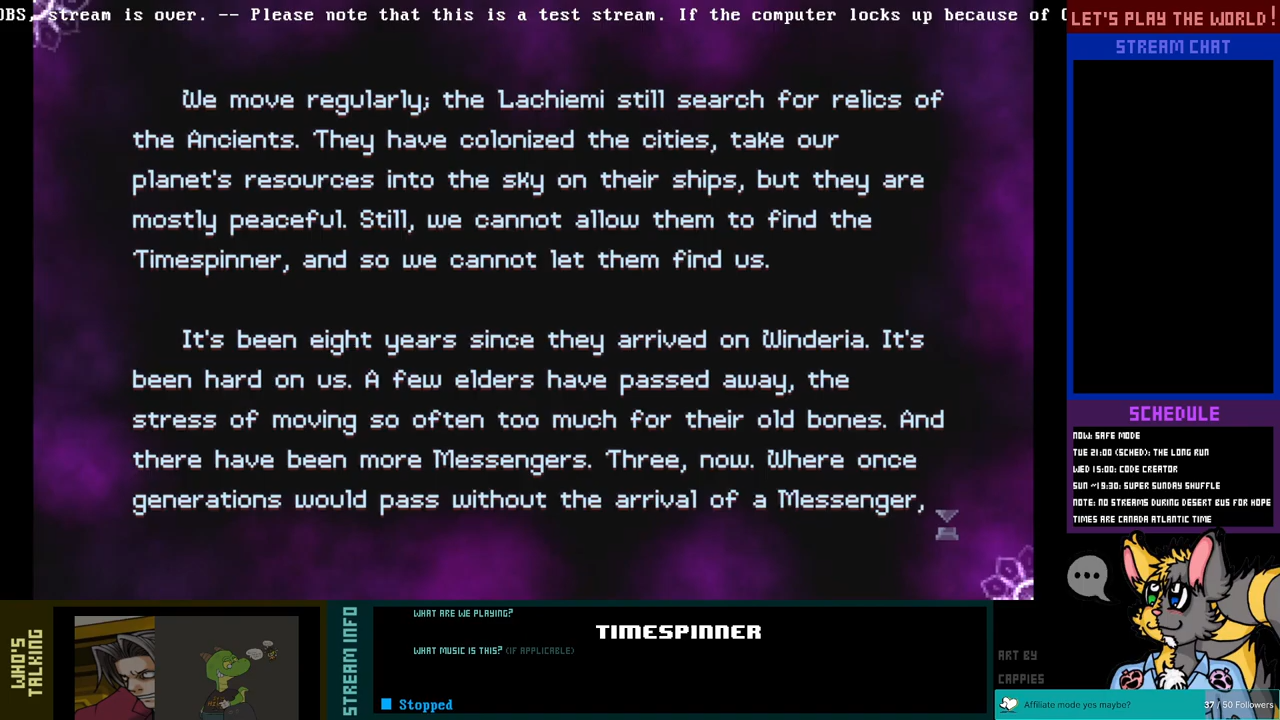 OBS, stream is over. -- Please note that this is a test stream. If the computer locks up because of
LET'S PLAY THE WORLD!
STREAM CHAT
We move regularly; the Lachiemi still search for relics of
the Ancients. They have colonized the cities, take our
planet's resources into the sky on their ships, but they are
mostly peaceful. Still, we cannot allow them to find the
Timespinner, and so we cannot let them find us.
It's been eight years since they arrived on Winderia. It's
been hard on us. A few elders have passed away, the
stress of moving so often too much for their old bones. And
there have been more Messengers. Three, now. Where once
generations would pass without the arrival of a Messenger,
SCHEDULE
NOW: SAFE MODE
TUE 21:00 (SCHED): THE LONG RUN
WED 15:00: CODE CREATOR
SUN ~19:30: SUPER SUNDAY SHUFFLE
NOTE: NO STREAMS DURING DESERT BUS FOR HOPE
TIMES ARE CANADA ATLANTIC TIME
WHO'S
TALKING
STREAM INFO
WHAT ARE WE PLAYING?
TIMESPINNER
WHAT MUSIC IS THIS? (IF APPLICABLE)
Stopped
ART BY
CAPPIES
Affiliate mode yes maybe?
37 / 50 Followers